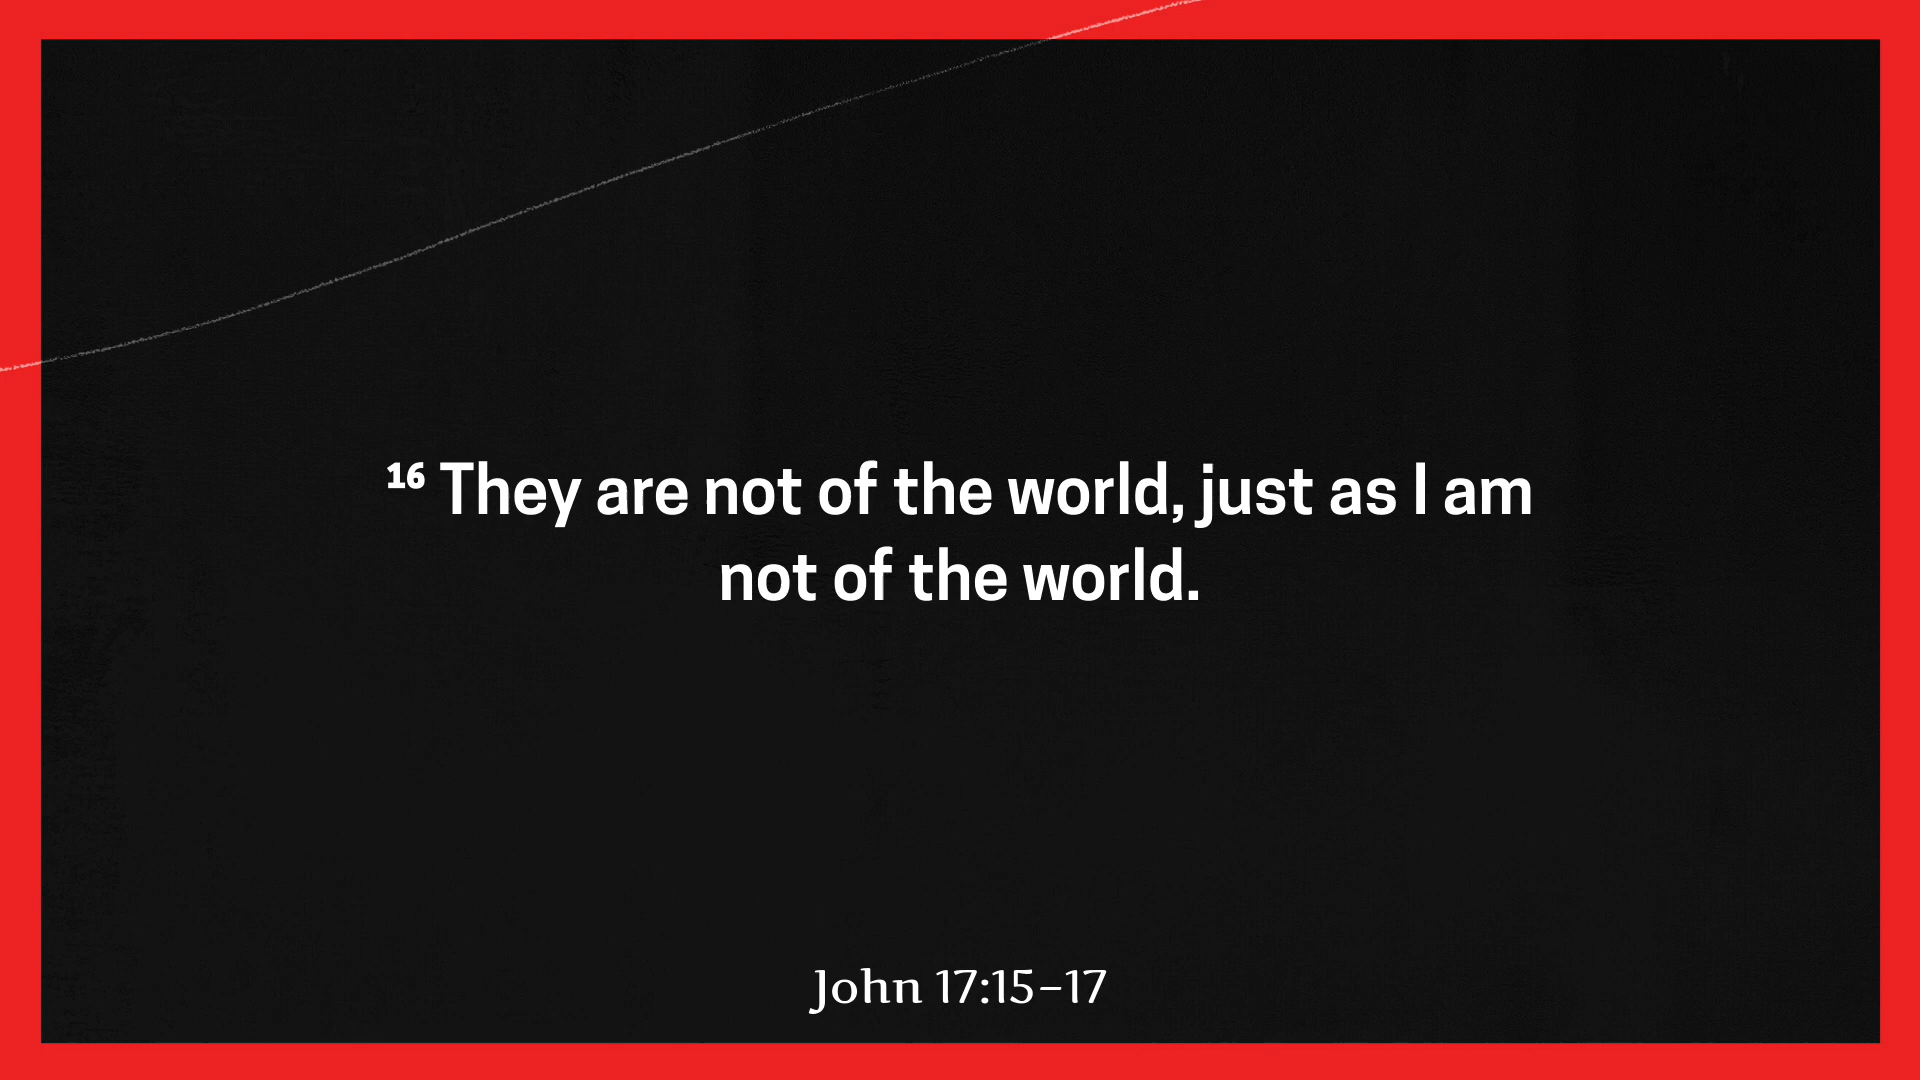 ¹⁶ They are not of the world, just as I am
not of the world.
John 17:15–17